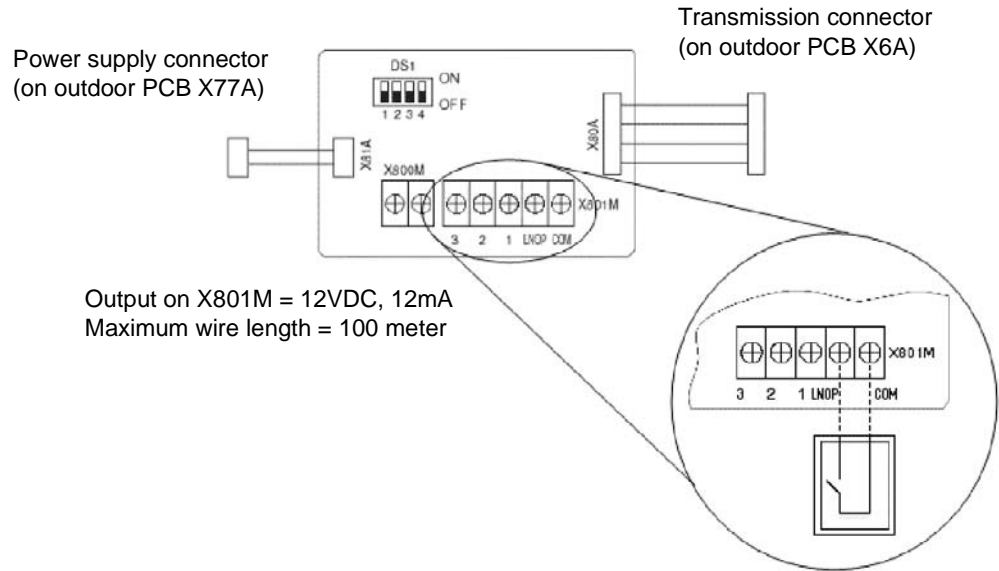 Transmission connector
(on outdoor PCB X6A)
Power supply connector
(on outdoor PCB X77A)
DS1
ON
OFF
1 2 3 4
X81A
X80A
X800M
X801M
3 2 1 LNOP COM
Output on X801M = 12VDC, 12mA
Maximum wire length = 100 meter
X801M
3 2 1 LNOP COM